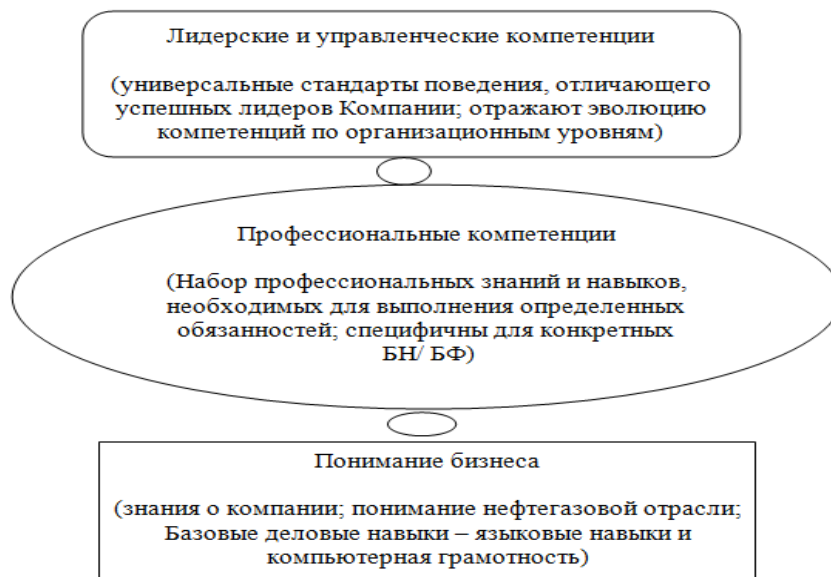 Лидерские и управленческие компетенции
(универсальные стандарты поведения, отличающего
успешных лидеров Компании; отражают эволюцию
компетенций по организационным уровням)
Профессиональные компетенции
(Набор профессиональных знаний и навыков,
необходимых для выполнения определенных
обязанностей; специфичны для конкретных
БН/ БФ)
Понимание бизнеса
(знания о компании; понимание нефтегазовой отрасли;
Базовые деловые навыки – языковые навыки и
компьютерная грамотность)